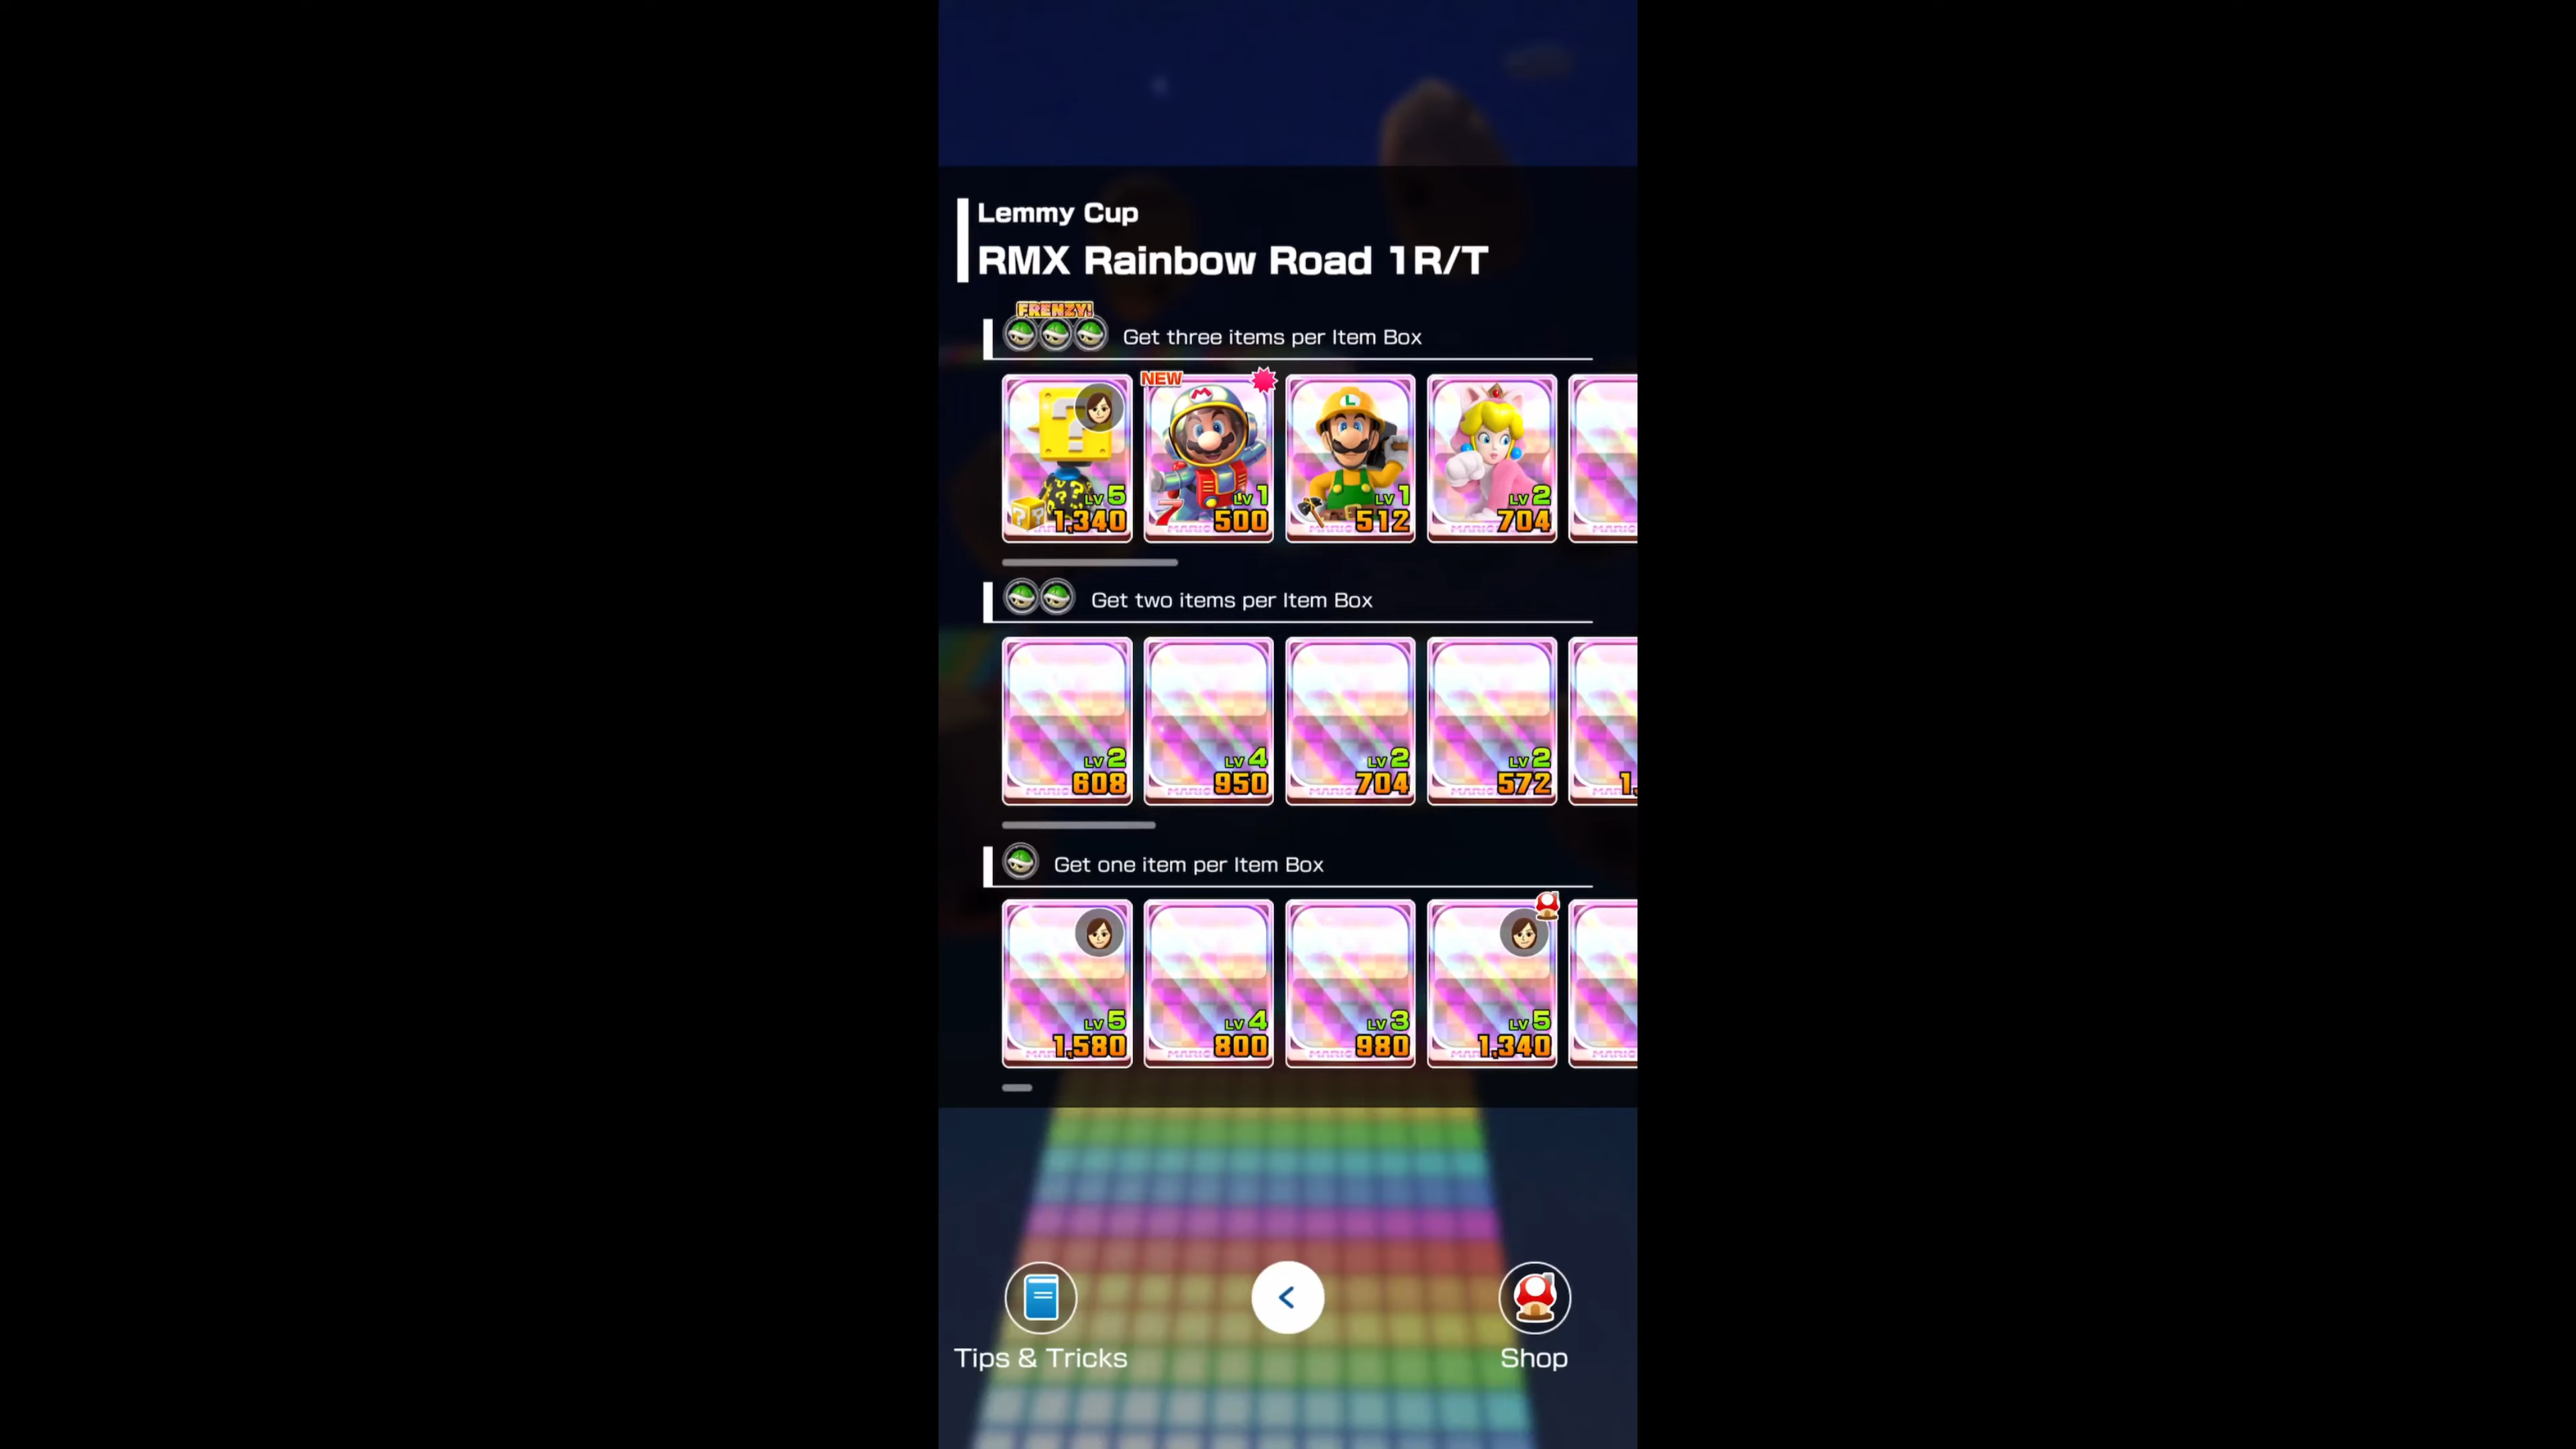 Lemmy Cup
RMX Rainbow Road 1R/T
FRENZY!
Get three items per Item Box
NEW
LV 5 LV 1 LV 1 LV 2
1,340 500 512 704
Get two items per Item Box
LV 2 LV 4 LV 2 LV 2
608 950 704 572 1,
Get one item per Item Box
LV 5 LV 4 LV 3 LV 5
1,580 800 980 1,340
Tips & Tricks
Shop